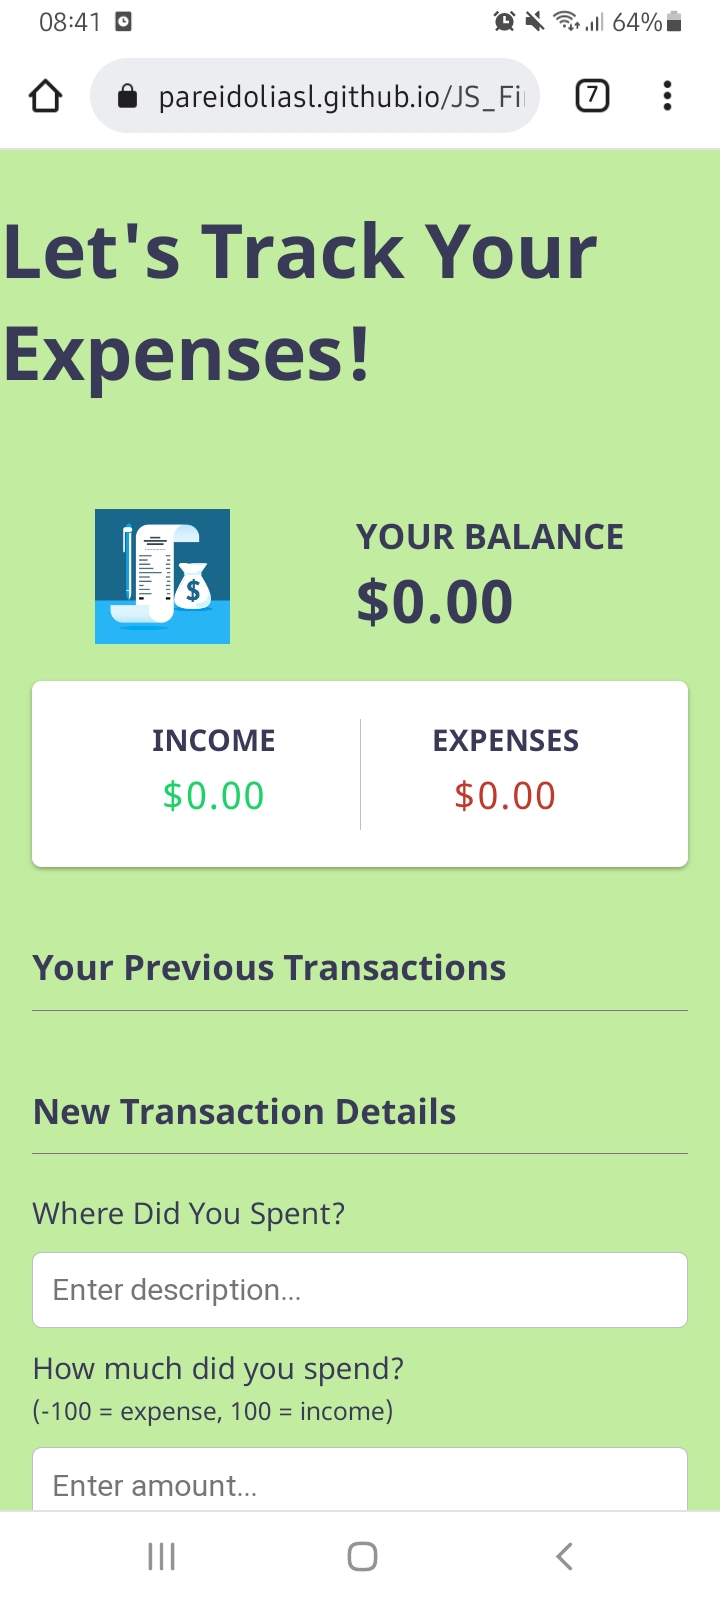 08:41
64%
pareidoliasl.github.io/JS_Fi
7
Let's Track Your
Expenses!
$
YOUR BALANCE
$0.00
INCOME
EXPENSES
$0.00
$0.00
Your Previous Transactions
New Transaction Details
Where Did You Spent?
Enter description...
How much did you spend?
(-100 = expense, 100 = income)
Enter amount...